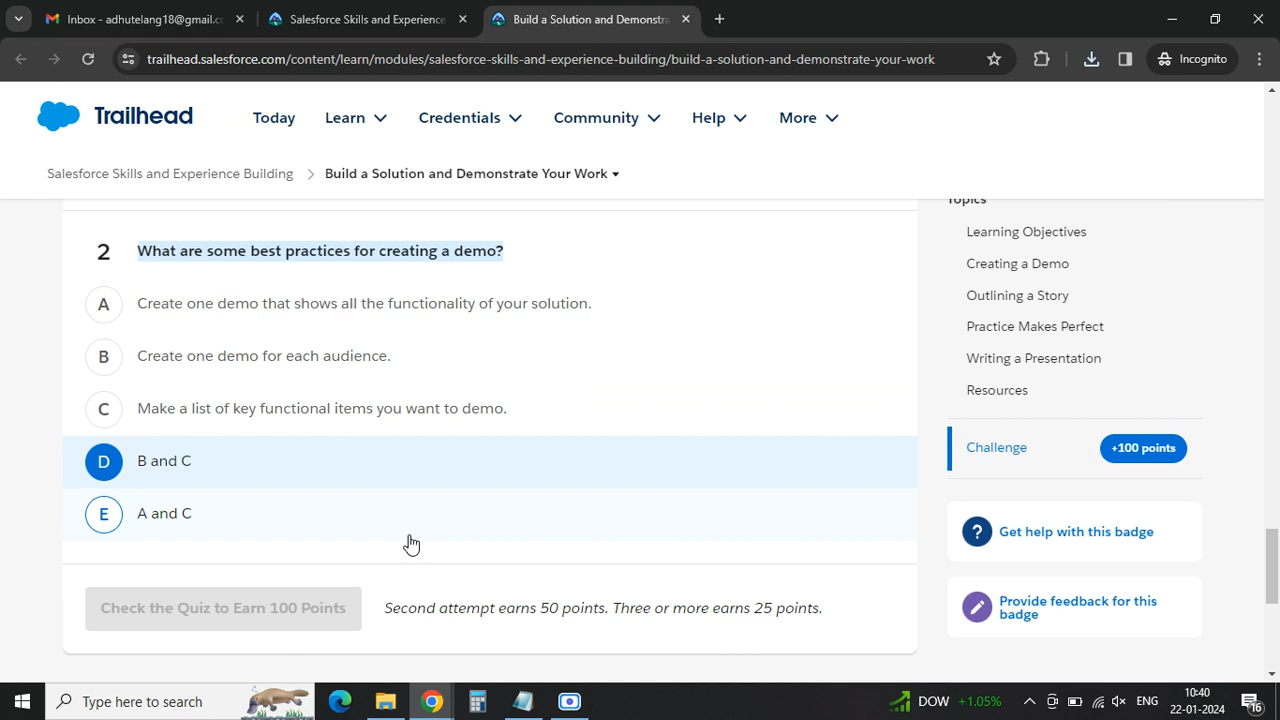 Inbox - adhutelang18@gmail.cc
Salesforce Skills and Experience
Build a Solution and Demonstra
trailhead.salesforce.com/content/learn/modules/salesforce-skills-and-experience-building/build-a-solution-and-demonstrate-your-work
Incognito
Trailhead
Today
Learn
Credentials
Community
Help
More
Salesforce Skills and Experience Building
Build a Solution and Demonstrate Your Work
Topics
2
What are some best practices for creating a demo?
A
Create one demo that shows all the functionality of your solution.
B
Create one demo for each audience.
C
Make a list of key functional items you want to demo.
D
B and C
E
A and C
Check the Quiz to Earn 100 Points
Second attempt earns 50 points. Three or more earns 25 points.
Learning Objectives
Creating a Demo
Outlining a Story
Practice Makes Perfect
Writing a Presentation
Resources
Challenge
+100 points
?
Get help with this badge
Provide feedback for this
badge
Type here to search
DOW +1.05%
ENG
10:40
22-01-2024
16